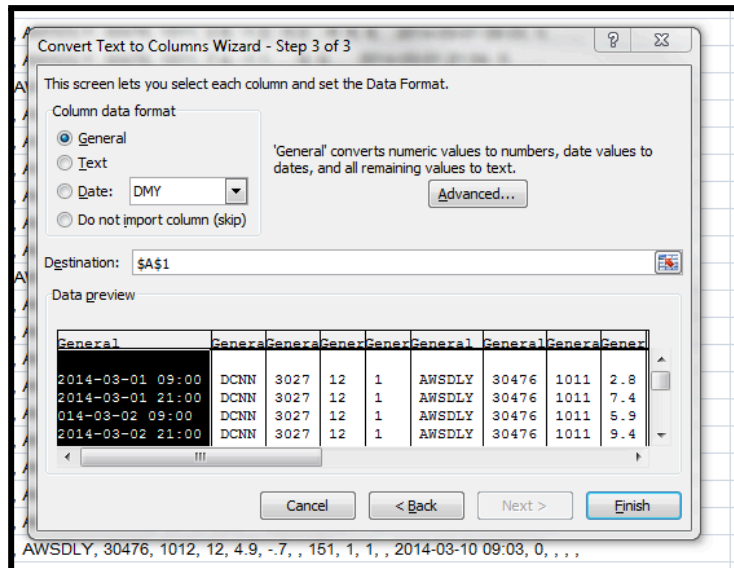 Convert Text to Columns Wizard - Step 3 of 3
This screen lets you select each column and set the Data Format.
Column data format
General
Text
Date: DMY
Do not import column (skip)
'General' converts numeric values to numbers, date values to
dates, and all remaining values to text.
Advanced...
Destination: $A$1
Data preview
General GeneraGeneraGenerGenerGeneral GeneralGeneraGener
2014-03-01 09:00 DCNN 3027 12 1 AWSDLY 30476 1011 2.8
2014-03-01 21:00 DCNN 3027 12 1 AWSDLY 30476 1011 7.4
014-03-02 09:00 DCNN 3027 12 1 AWSDLY 30476 1011 5.9
2014-03-02 21:00 DCNN 3027 12 1 AWSDLY 30476 1011 9.4
Cancel < Back Next > Finish
, AWSDLY, 30476, 1012, 12, 4.9, -.7, , 151, 1, 1, , 2014-03-10 09:03, 0, , , ,